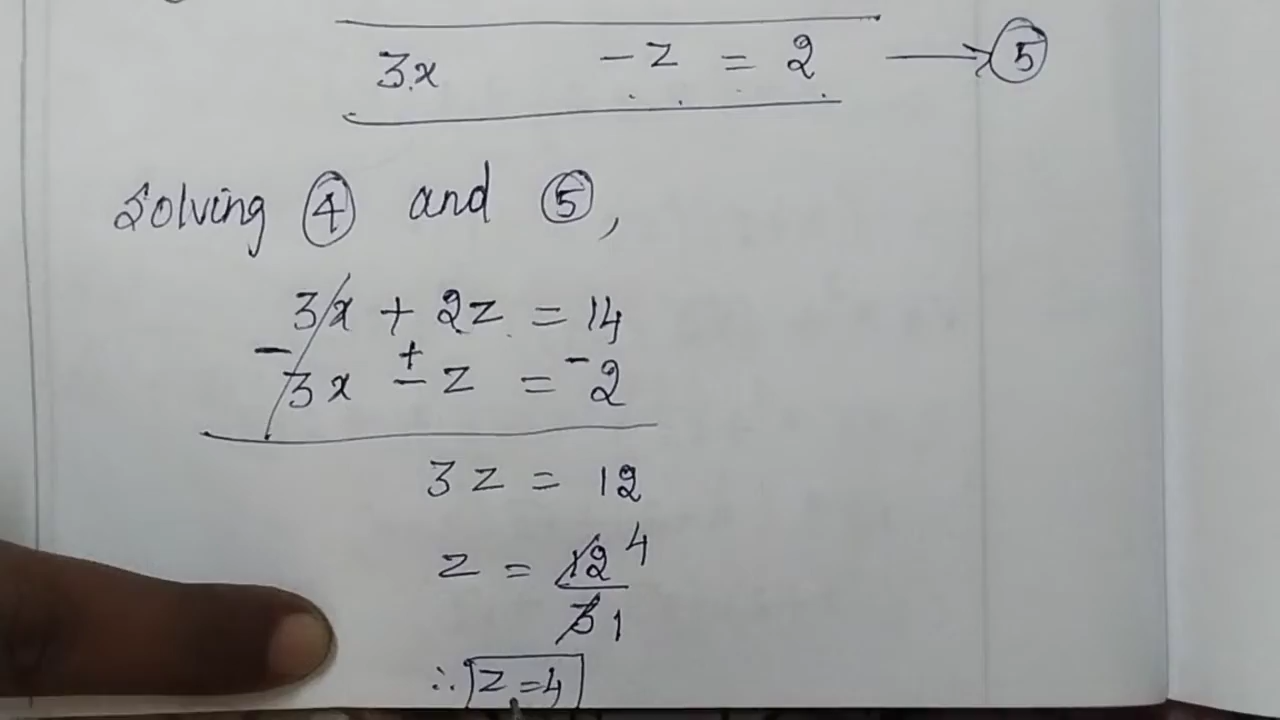 3x - z = 2 → ⑤
Solving ④ and ⑤,
3x + 2z = 14
- + -
3x - z = 2
3z = 12
z = 12/3 4 1
∴ z = 4